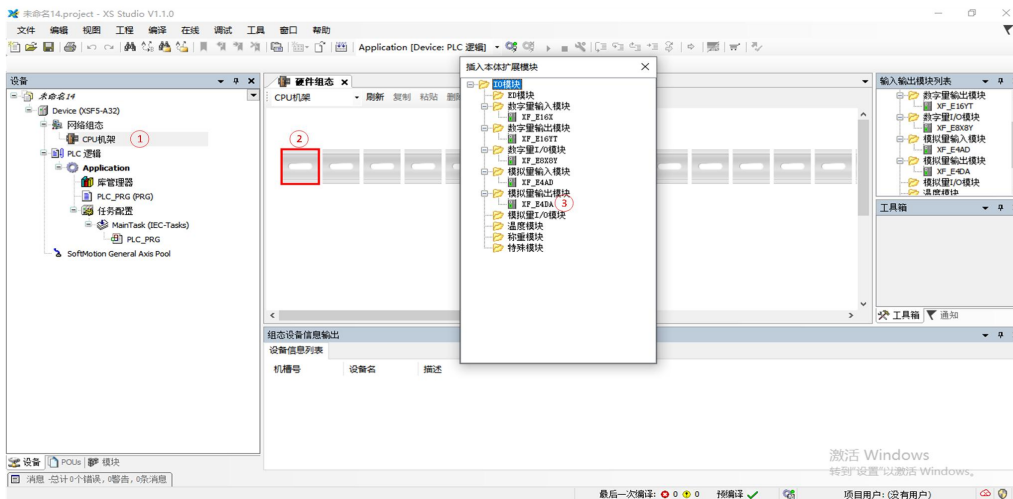 未命名14.project - XS Studio V1.1.0
文件 编辑 视图 工程 编译 在线 调试 工具 窗口 帮助
Application [Device: PLC 逻辑]
设备
未命名14
Device (XSF5-A32)
网络组态
CPU机架 ①
PLC 逻辑
Application
库管理器
PLC_PRG (PRG)
任务配置
MainTask (IEC-Tasks)
PLC_PRG
SoftMotion General Axis Pool
设备 POUs 模块
硬件组态
CPU机架 刷新 复制 粘贴
②
插入本体扩展模块
IO模块
ED模块
数字量输入模块
XF_E16X
数字量输出模块
XF_E16YT
数字量I/O模块
XF_E8X8Y
模拟量输入模块
XF_E4AD
模拟量输出模块
XF_E4DA ③
模拟量I/O模块
温度模块
称重模块
特殊模块
组态设备信息输出
设备信息列表
机槽号 设备名 描述
输入输出模块列表
数字量输出模块
XF_E16YT
数字量I/O模块
XF_E8X8Y
模拟量输入模块
XF_E4AD
模拟量输出模块
XF_E4DA
模拟量I/O模块
温度模块
工具箱
工具箱 通知
激活 Windows
转到"设置"以激活 Windows。
消息 -总计0个错误, 0警告, 0条消息
最后一次编译: 0 0 预编译 项目用户: (没有用户)